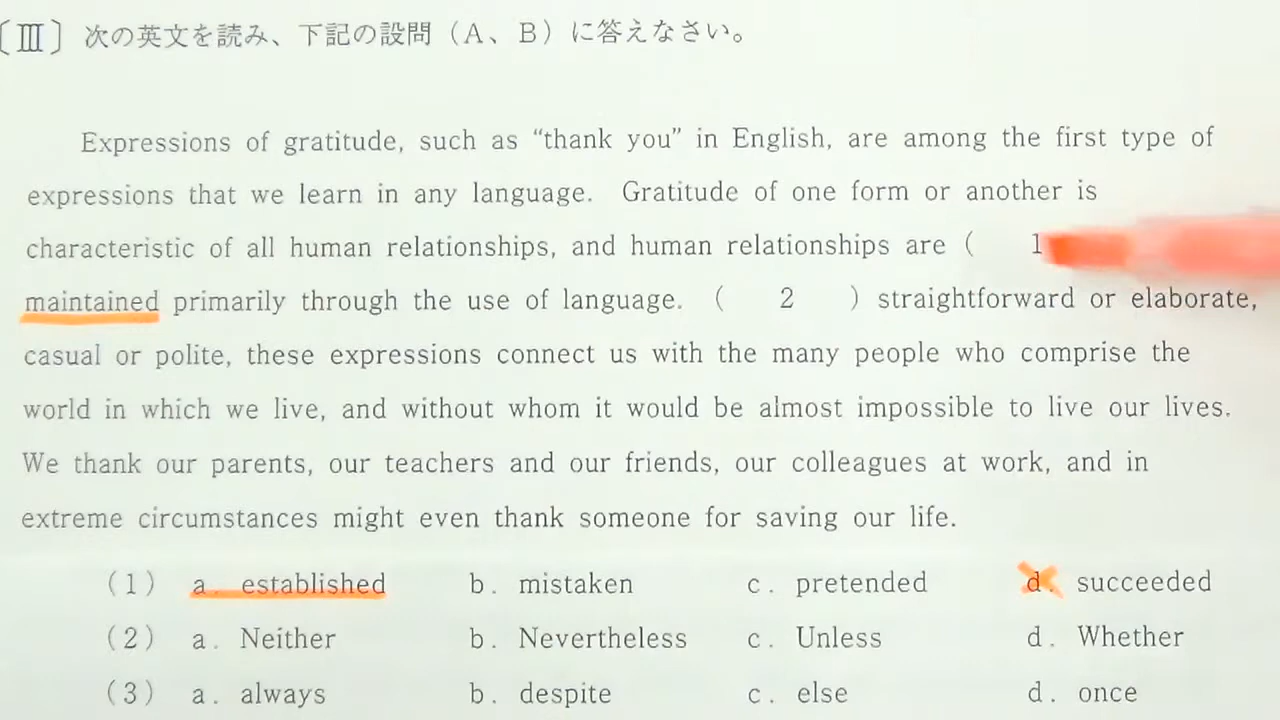 〔Ⅲ〕次の英文を読み、下記の設問（A、B）に答えなさい。
Expressions of gratitude, such as “thank you” in English, are among the first type of
expressions that we learn in any language. Gratitude of one form or another is
characteristic of all human relationships, and human relationships are ( 1
maintained primarily through the use of language. ( 2 ) straightforward or elaborate,
casual or polite, these expressions connect us with the many people who comprise the
world in which we live, and without whom it would be almost impossible to live our lives.
We thank our parents, our teachers and our friends, our colleagues at work, and in
extreme circumstances might even thank someone for saving our life.
(1) a. established b. mistaken c. pretended d. succeeded
(2) a. Neither b. Nevertheless c. Unless d. Whether
(3) a. always b. despite c. else d. once